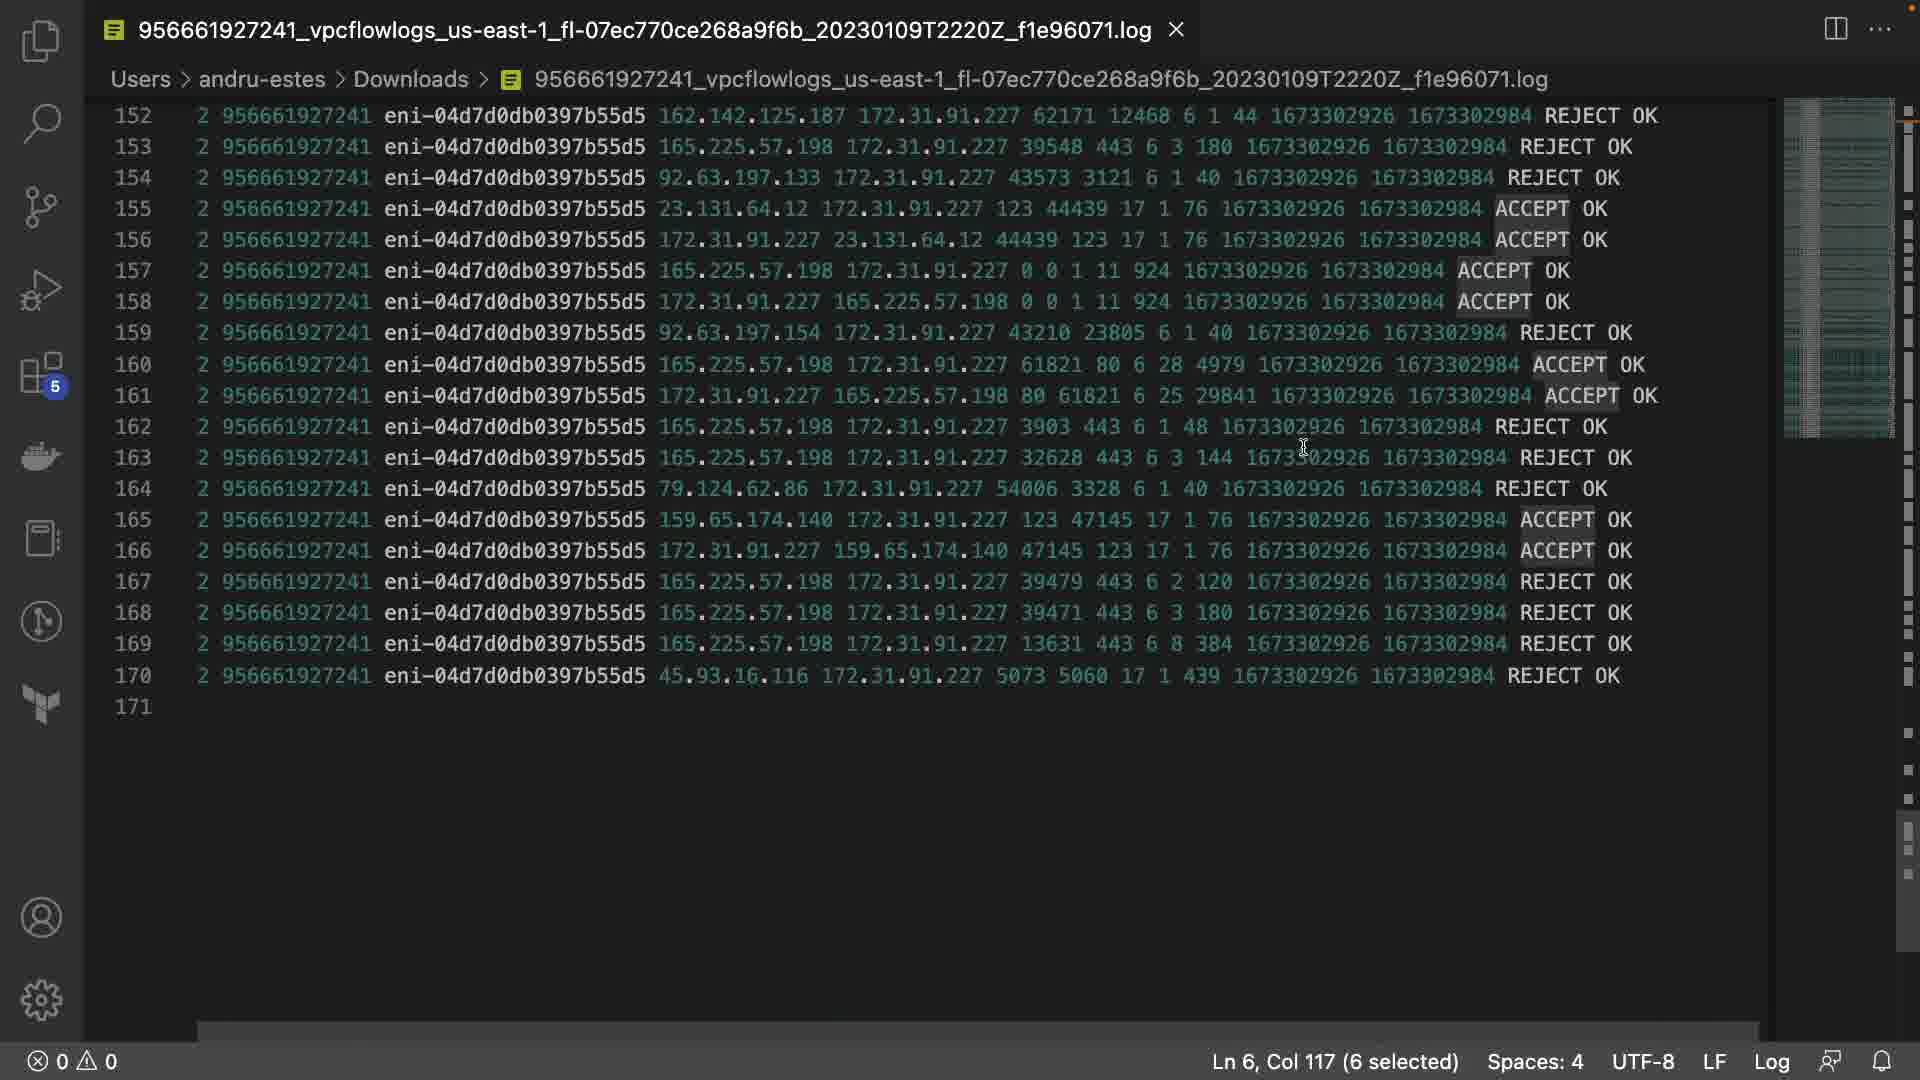 956661927241_vpcflowlogs_us-east-1_fl-07ec770ce268a9f6b_20230109T2220Z_f1e96071.log
Users > andru-estes > Downloads > 956661927241_vpcflowlogs_us-east-1_fl-07ec770ce268a9f6b_20230109T2220Z_f1e96071.log
152 2 956661927241 eni-04d7d0db0397b55d5 162.142.125.187 172.31.91.227 62171 12468 6 1 44 1673302926 1673302984 REJECT OK
153 2 956661927241 eni-04d7d0db0397b55d5 165.225.57.198 172.31.91.227 39548 443 6 3 180 1673302926 1673302984 REJECT OK
154 2 956661927241 eni-04d7d0db0397b55d5 92.63.197.133 172.31.91.227 43573 3121 6 1 40 1673302926 1673302984 REJECT OK
155 2 956661927241 eni-04d7d0db0397b55d5 23.131.64.12 172.31.91.227 123 44439 17 1 76 1673302926 1673302984 ACCEPT OK
156 2 956661927241 eni-04d7d0db0397b55d5 172.31.91.227 23.131.64.12 44439 123 17 1 76 1673302926 1673302984 ACCEPT OK
157 2 956661927241 eni-04d7d0db0397b55d5 165.225.57.198 172.31.91.227 0 0 1 11 924 1673302926 1673302984 ACCEPT OK
158 2 956661927241 eni-04d7d0db0397b55d5 172.31.91.227 165.225.57.198 0 0 1 11 924 1673302926 1673302984 ACCEPT OK
159 2 956661927241 eni-04d7d0db0397b55d5 92.63.197.154 172.31.91.227 43210 23805 6 1 40 1673302926 1673302984 REJECT OK
160 2 956661927241 eni-04d7d0db0397b55d5 165.225.57.198 172.31.91.227 61821 80 6 28 4979 1673302926 1673302984 ACCEPT OK
161 2 956661927241 eni-04d7d0db0397b55d5 172.31.91.227 165.225.57.198 80 61821 6 25 29841 1673302926 1673302984 ACCEPT OK
162 2 956661927241 eni-04d7d0db0397b55d5 165.225.57.198 172.31.91.227 3903 443 6 1 48 1673302926 1673302984 REJECT OK
163 2 956661927241 eni-04d7d0db0397b55d5 165.225.57.198 172.31.91.227 32628 443 6 3 144 1673302926 1673302984 REJECT OK
164 2 956661927241 eni-04d7d0db0397b55d5 79.124.62.86 172.31.91.227 54006 3328 6 1 40 1673302926 1673302984 REJECT OK
165 2 956661927241 eni-04d7d0db0397b55d5 159.65.174.140 172.31.91.227 123 47145 17 1 76 1673302926 1673302984 ACCEPT OK
166 2 956661927241 eni-04d7d0db0397b55d5 172.31.91.227 159.65.174.140 47145 123 17 1 76 1673302926 1673302984 ACCEPT OK
167 2 956661927241 eni-04d7d0db0397b55d5 165.225.57.198 172.31.91.227 39479 443 6 2 120 1673302926 1673302984 REJECT OK
168 2 956661927241 eni-04d7d0db0397b55d5 165.225.57.198 172.31.91.227 39471 443 6 3 180 1673302926 1673302984 REJECT OK
169 2 956661927241 eni-04d7d0db0397b55d5 165.225.57.198 172.31.91.227 13631 443 6 8 384 1673302926 1673302984 REJECT OK
170 2 956661927241 eni-04d7d0db0397b55d5 45.93.16.116 172.31.91.227 5073 5060 17 1 439 1673302926 1673302984 REJECT OK
171
5
0 0 Ln 6, Col 117 (6 selected) Spaces: 4 UTF-8 LF Log